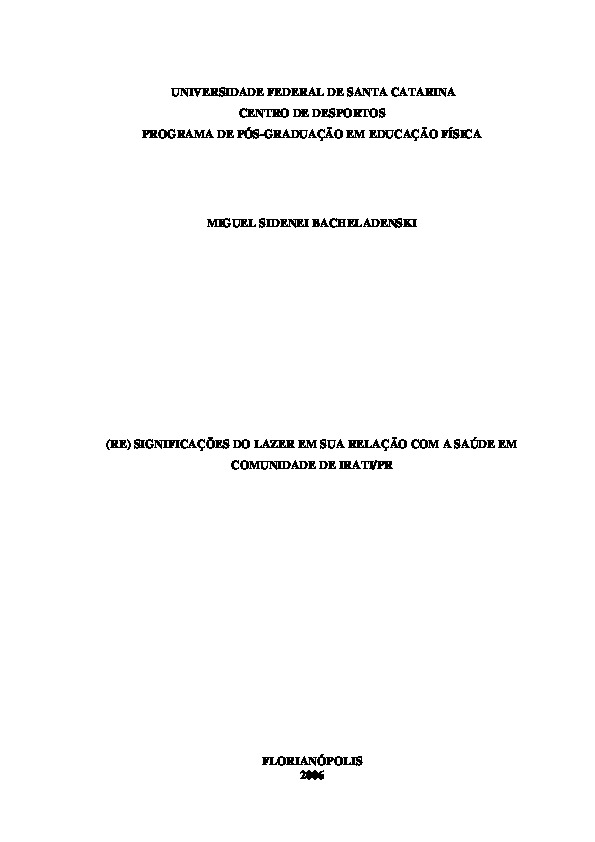 UNIVERSIDADE FEDERAL DE SANTA CATARINA
CENTRO DE DESPORTOS
PROGRAMA DE PÓS-GRADUAÇÃO EM EDUCAÇÃO FÍSICA
MIGUEL SIDENEI BACHELADENSKI
(RE) SIGNIFICAÇÕES DO LAZER EM SUA RELAÇÃO COM A SAÚDE EM
COMUNIDADE DE IRATI/PR
FLORIANÓPOLIS
2006